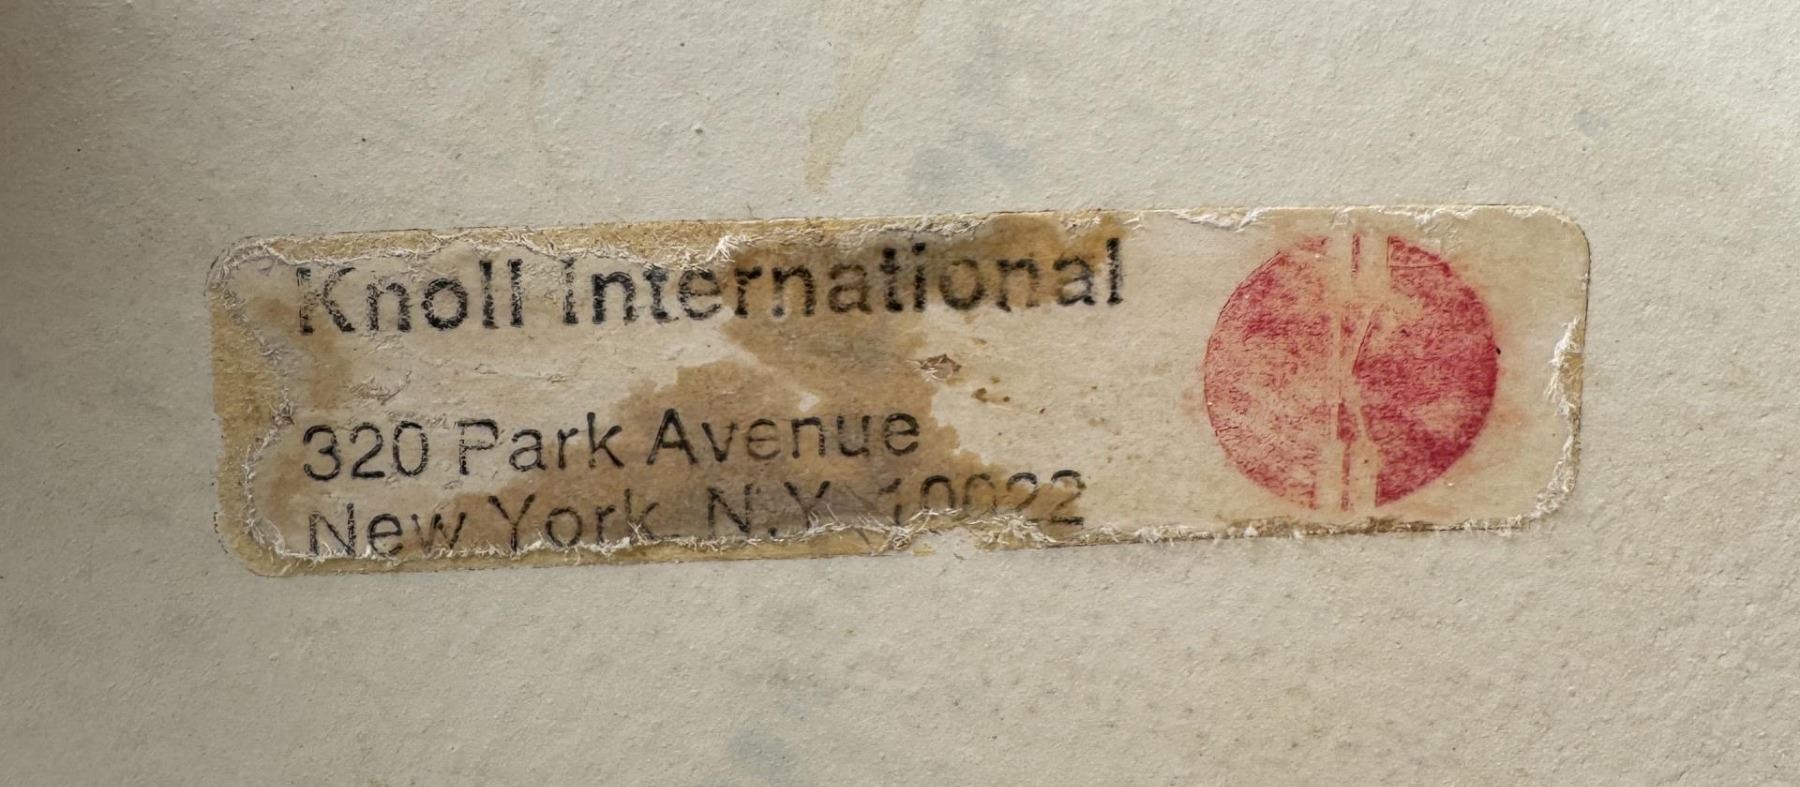 Knoll International
320 Park Avenue
New York, N.Y. 10022